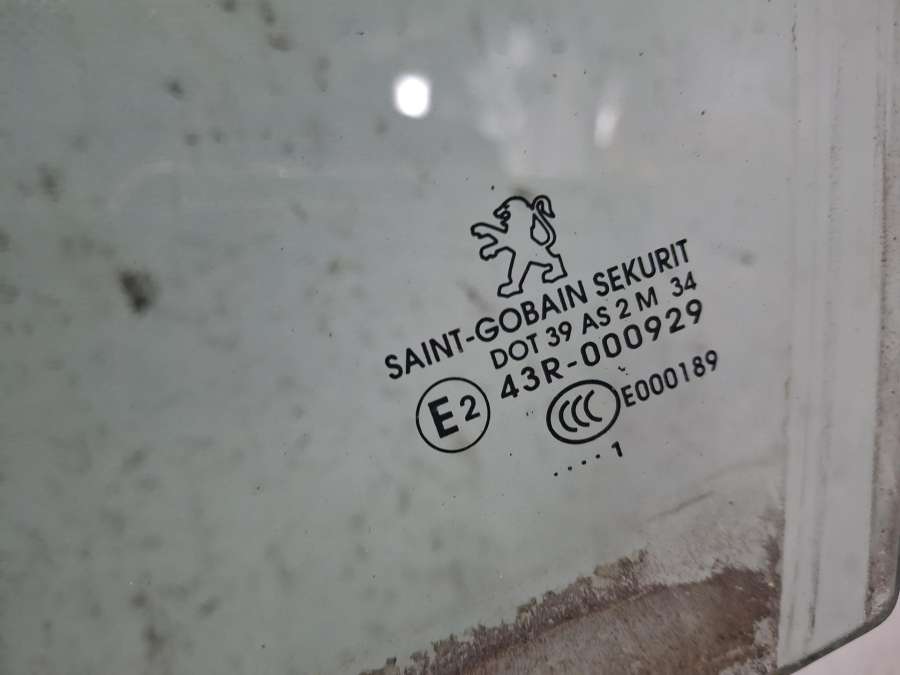 SAINT-GOBAIN SEKURIT
DOT 39 AS 2 M 34
E2 43R-000929
CCC E000189
.... 1